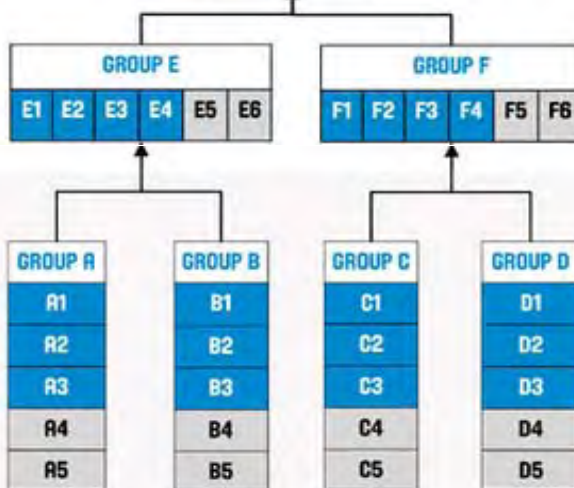 GROUP E
GROUP F
E1 E2 E3 E4 E5 E6
F1 F2 F3 F4 F5 F6
GROUP A
GROUP B
GROUP C
GROUP D
A1 B1 C1 D1
A2 B2 C2 D2
A3 B3 C3 D3
A4 B4 C4 D4
A5 B5 C5 D5